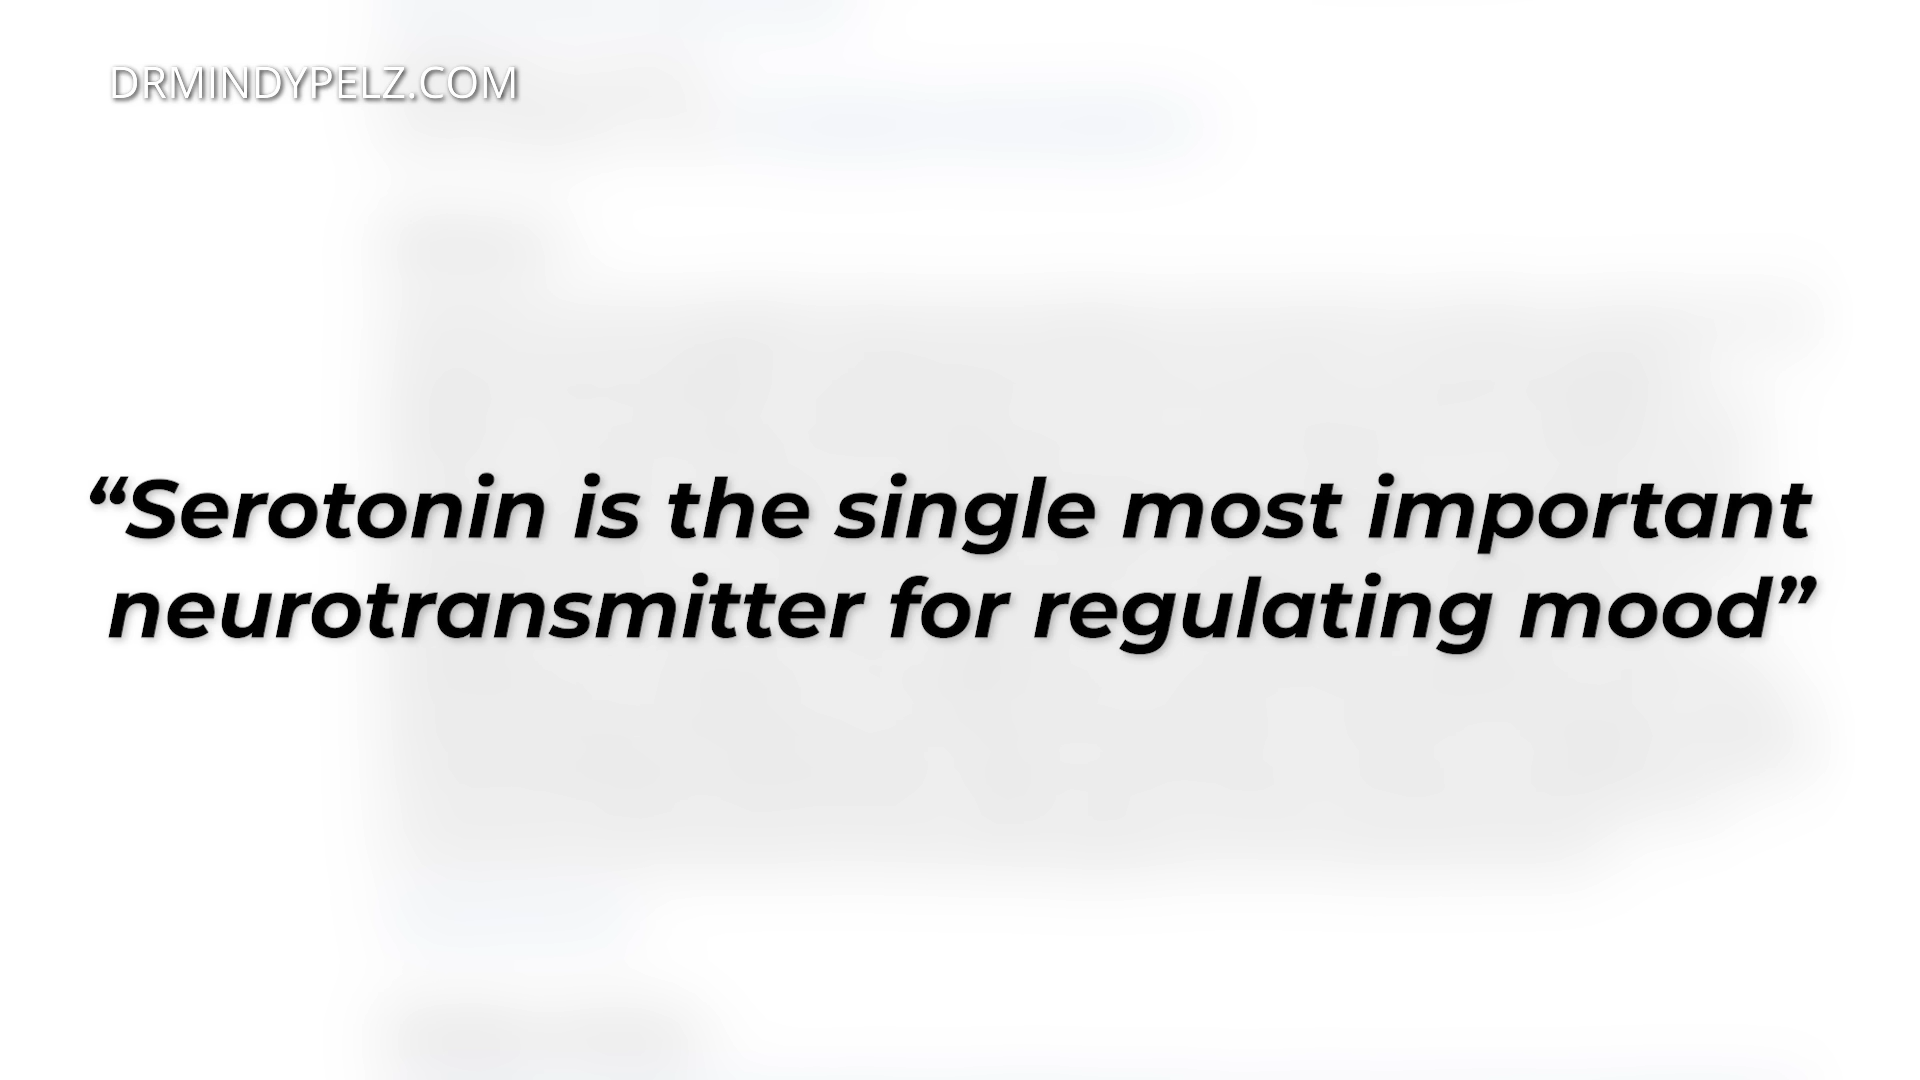 DRMINDYPELZ.COM
“Serotonin is the single most important
neurotransmitter for regulating mood”